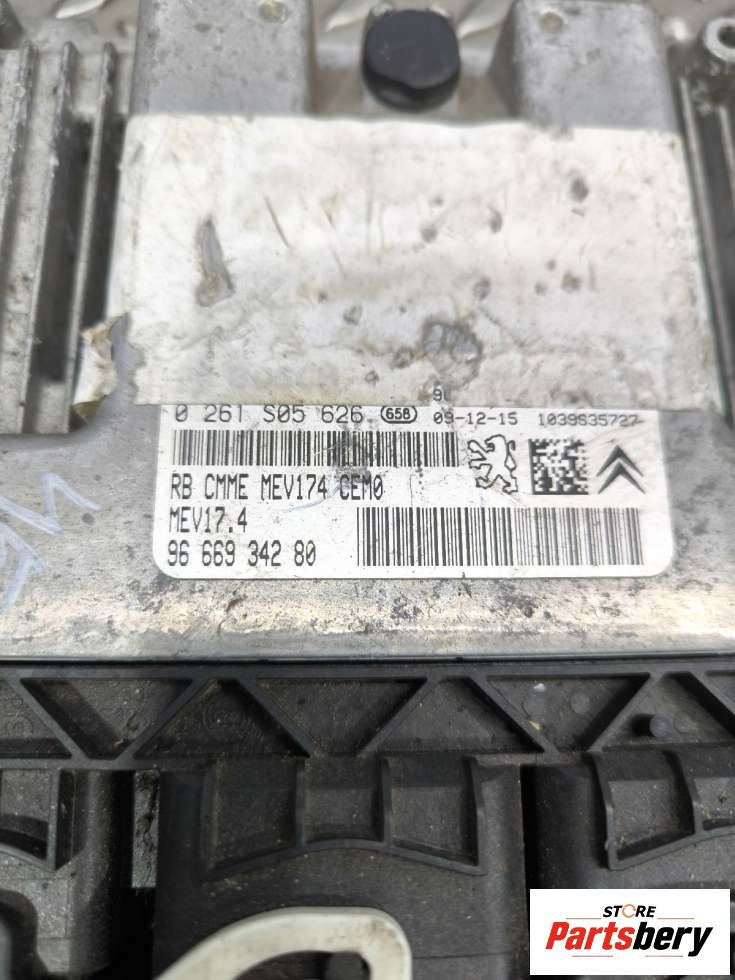 0 261 S05 626 658 09-12-15 1039S35727
RB CMME MEV174 CEM0
MEV17.4
96 669 342 80
STORE
Partsbery